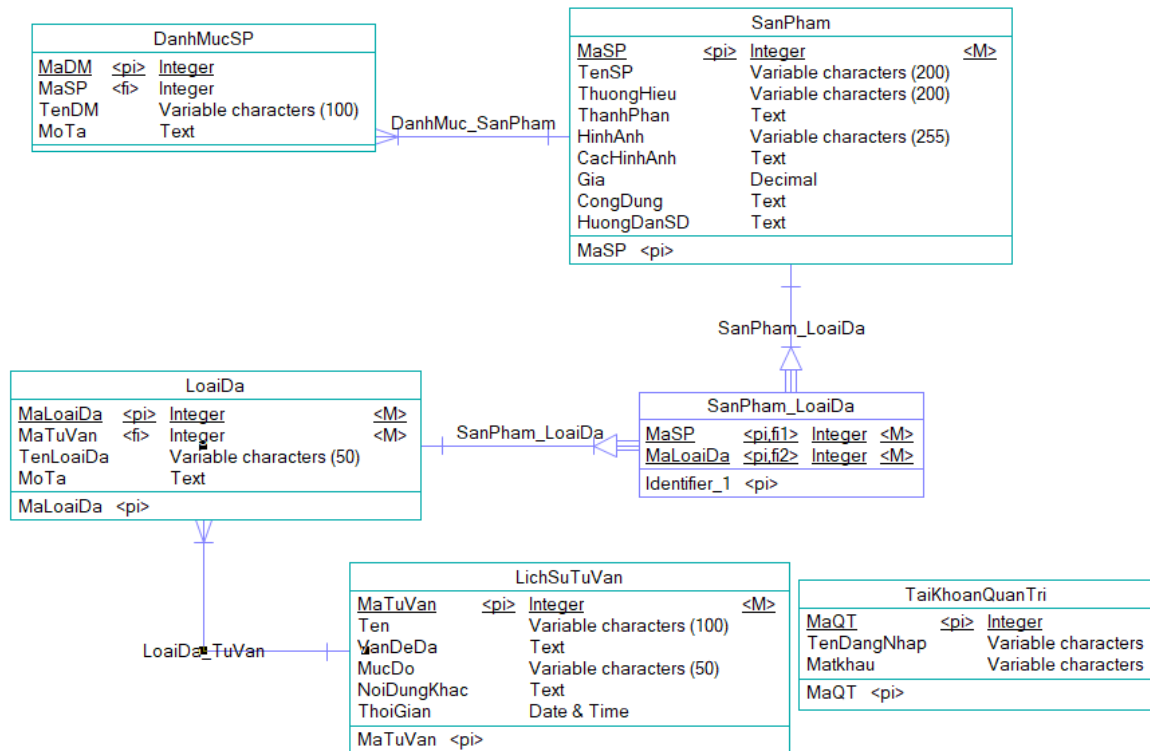 DanhMucSP
MaDM <pi> Integer
MaSP <fi> Integer
TenDM Variable characters (100)
MoTa Text
SanPham
MaSP <pi> Integer <M>
TenSP Variable characters (200)
ThuongHieu Variable characters (200)
ThanhPhan Text
HinhAnh Variable characters (255)
CacHinhAnh Text
Gia Decimal
CongDung Text
HuongDanSD Text
MaSP <pi>
DanhMuc_SanPham
SanPham_LoaiDa
LoaiDa
MaLoaiDa <pi> Integer <M>
MaTuVan <fi> Integer <M>
TenLoaiDa Variable characters (50)
MoTa Text
MaLoaiDa <pi>
SanPham_LoaiDa
SanPham_LoaiDa
MaSP <pi,fi1> Integer <M>
MaLoaiDa <pi,fi2> Integer <M>
Identifier_1 <pi>
LoaiDa_TuVan
LichSuTuVan
MaTuVan <pi> Integer <M>
Ten Variable characters (100)
VanDeDa Text
MucDo Variable characters (50)
NoiDungKhac Text
ThoiGian Date & Time
MaTuVan <pi>
TaiKhoanQuanTri
MaQT <pi> Integer
TenDangNhap Variable characters
Matkhau Variable characters
MaQT <pi>